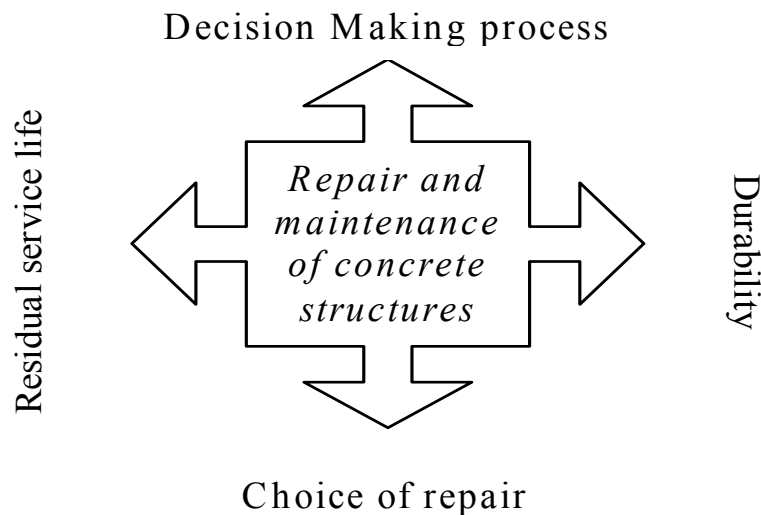 Decision Making process
Residual service life
Repair and
maintenance
of concrete
structures
Durability
Choice of repair